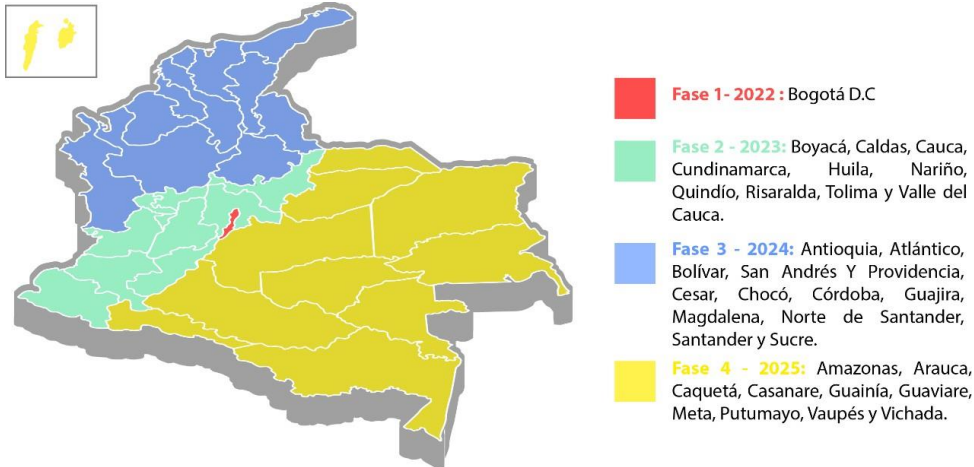 Fase 1- 2022 : Bogotá D.C
Fase 2 - 2023: Boyacá, Caldas, Cauca,
Cundinamarca, Huila, Nariño,
Quindío, Risaralda, Tolima y Valle del
Cauca.
Fase 3 - 2024: Antioquia, Atlántico,
Bolívar, San Andrés Y Providencia,
Cesar, Chocó, Córdoba, Guajira,
Magdalena, Norte de Santander,
Santander y Sucre.
Fase 4 - 2025: Amazonas, Arauca,
Caquetá, Casanare, Guainía, Guaviare,
Meta, Putumayo, Vaupés y Vichada.